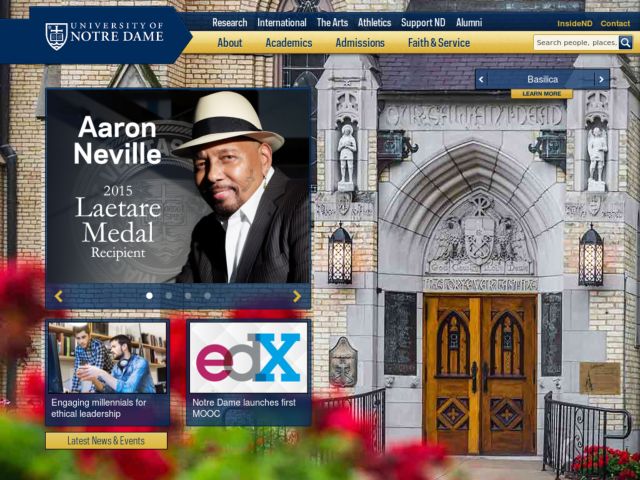 UNIVERSITY OF
NOTRE DAME
Research
International
The Arts
Athletics
Support ND
Alumni
InsideND
Contact
About
Academics
Admissions
Faith & Service
Search people, places,
Basilica
LEARN MORE
Aaron
Neville
2015
Laetare
Medal
Recipient
edX
Engaging millennials for
ethical leadership
Notre Dame launches first
MOOC
Latest News & Events